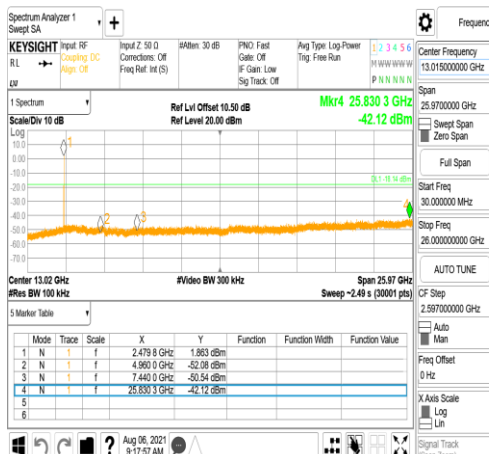 Spectrum Analyzer 1
Swept SA
Frequenc
KEYSIGHT
RL
Input: RF
Coupling: DC
Align: Off
Input Z: 50 Ω
Corrections: Off
Freq Ref: Int (S)
#Atten: 30 dB
PNO: Fast
Gate: Off
IF Gain: Low
Sig Track: Off
Avg Type: Log-Power
Trig: Free Run
1 2 3 4 5 6
M W W W W W
P N N N N N
1 Spectrum
Scale/Div 10 dB
Ref Lvl Offset 10.50 dB
Ref Level 20.00 dBm
Mkr4 25.830 3 GHz
-42.12 dBm
Log
10.0
0.00
-10.0
-20.0
-30.0
-40.0
-50.0
-60.0
-70.0
1
2
3
4
DL1 -18.14 dBm
Center 13.02 GHz
#Res BW 100 kHz
#Video BW 300 kHz
Span 25.97 GHz
Sweep ~2.49 s (30001 pts)
5 Marker Table
Mode Trace Scale X Y Function Function Width Function Value
1 N 1 f 2.479 8 GHz 1.863 dBm
2 N 1 f 4.960 0 GHz -52.08 dBm
3 N 1 f 7.440 0 GHz -50.54 dBm
4 N 1 f 25.830 3 GHz -42.12 dBm
5
6
Aug 06, 2021
9:17:57 AM
Center Frequency
13.015000000 GHz
Span
25.9700000 GHz
Swept Span
Zero Span
Full Span
Start Freq
30.000000 MHz
Stop Freq
26.000000000 GHz
AUTO TUNE
CF Step
2.597000000 GHz
Auto
Man
Freq Offset
0 Hz
X Axis Scale
Log
Lin
Signal Track